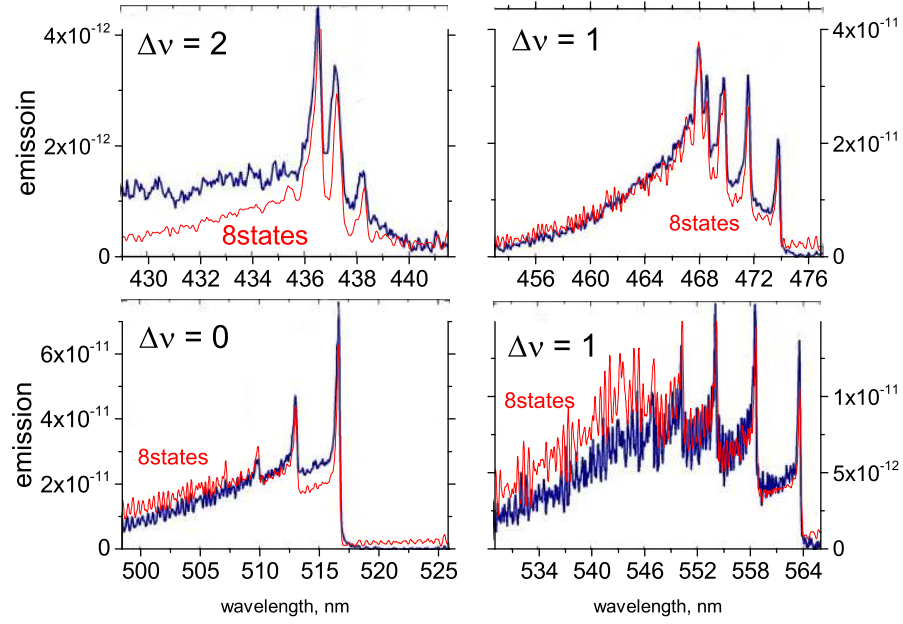 Δν = 2
Δν = 1
4x10⁻¹²
2x10⁻¹²
0
emissoin
8states
8states
4x10⁻¹¹
2x10⁻¹¹
0
430 432 434 436 438 440
456 460 464 468 472 476
Δν = 0
Δν = 1
6x10⁻¹¹
4x10⁻¹¹
2x10⁻¹¹
0
emission
8states
8states
1x10⁻¹¹
5x10⁻¹²
0
500 505 510 515 520 525
534 540 546 552 558 564
wavelength, nm
wavelength, nm